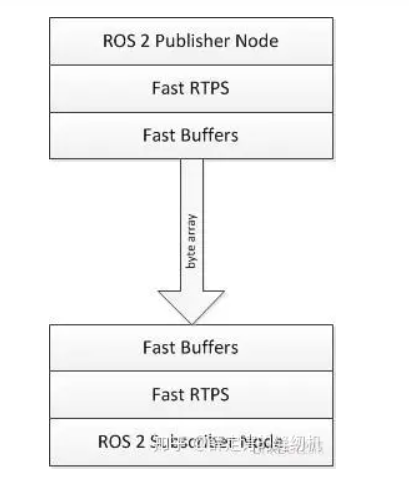 ROS 2 Publisher Node
Fast RTPS
Fast Buffers
byte array
Fast Buffers
Fast RTPS
ROS 2 Subscriber Node
知乎